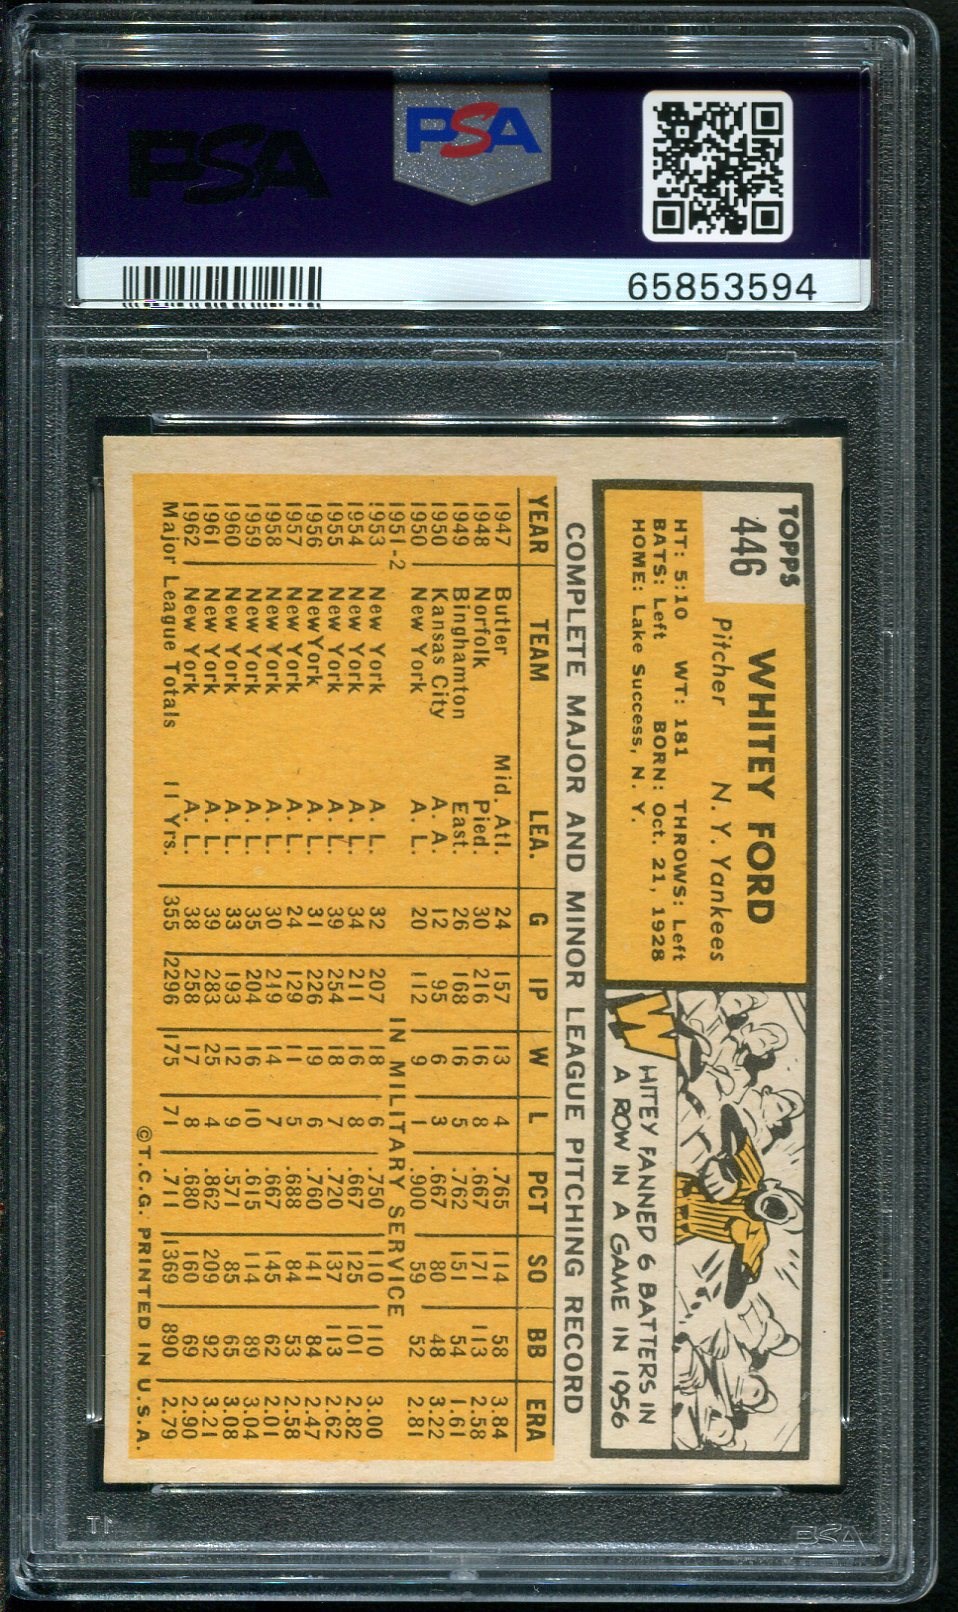 PSA
PSA
65853594
TOPPS
446
WHITEY FORD
Pitcher N. Y. Yankees
HT: 5:10 WT: 181 THROWS: Left
BATS: Left BORN: Oct. 21, 1928
HOME: Lake Success, N. Y.
WHITEY FANNED 6 BATTERS IN
A ROW IN A GAME IN 1956
COMPLETE MAJOR AND MINOR LEAGUE PITCHING RECORD
YEAR TEAM LEA. G IP W L PCT SO BB ERA
1947 Butler Mid. Atl. 24 157 13 4 .765 114 58 3.84
1948 Norfolk Pied. 30 216 16 8 .667 171 113 2.58
1949 Binghamton East. 26 168 16 5 .762 151 54 1.61
1950 Kansas City A. A. 12 95 6 3 .667 80 48 3.22
1950 New York A. L. 20 112 9 1 .900 59 52 2.81
1951-2 IN MILITARY SERVICE
1953 New York A. L. 32 207 18 6 .750 110 110 3.00
1954 New York A. L. 34 211 16 8 .667 125 101 2.82
1955 New York A. L. 39 254 18 7 .720 137 113 2.62
1956 New York A. L. 31 226 19 6 .760 141 84 2.47
1957 New York A. L. 24 129 11 5 .688 84 53 2.58
1958 New York A. L. 30 219 14 7 .667 145 62 2.01
1959 New York A. L. 35 204 16 10 .615 114 89 3.04
1960 New York A. L. 33 193 12 9 .571 85 65 3.08
1961 New York A. L. 39 283 25 4 .862 209 92 3.21
1962 New York A. L. 38 258 17 8 .680 160 69 2.90
Major League Totals 11 Yrs. 355 2296 175 71 .711 1369 890 2.79
©T.C.G. PRINTED IN U.S.A.
PSA